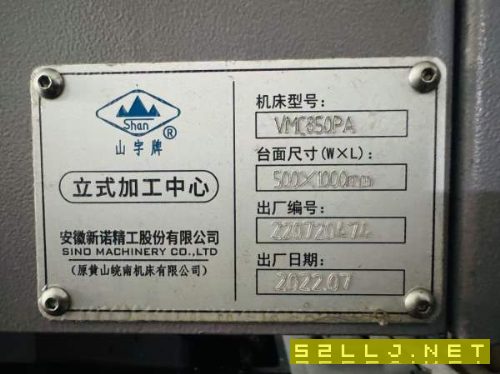 Shan
®
山字牌
立式加工中心
安徽新诺精工股份有限公司
SINO MACHINERY CO.,LTD
(原黄山皖南机床有限公司)
机床型号:
VMC850PA
台面尺寸(W×L):
500×1000mm
出厂编号:
220720474
出厂日期:
2022.07
52LLJ.NET